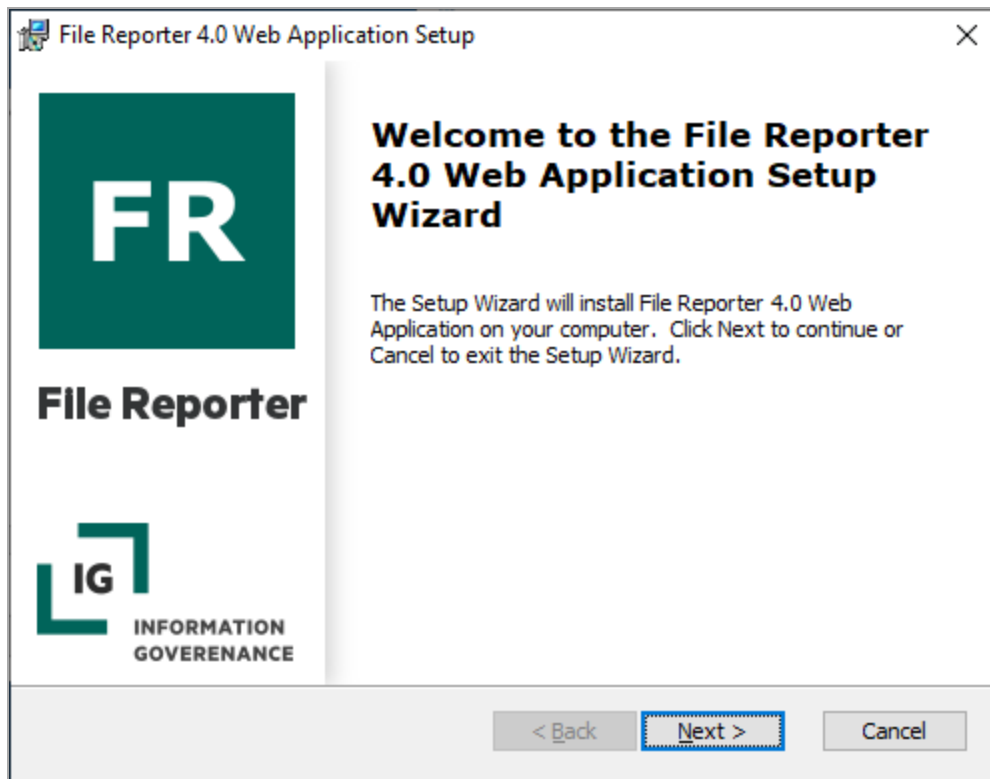 File Reporter 4.0 Web Application Setup
FR
File Reporter
IG
INFORMATION
GOVERENANCE
Welcome to the File Reporter
4.0 Web Application Setup
Wizard
The Setup Wizard will install File Reporter 4.0 Web
Application on your computer.  Click Next to continue or
Cancel to exit the Setup Wizard.
< Back
Next >
Cancel